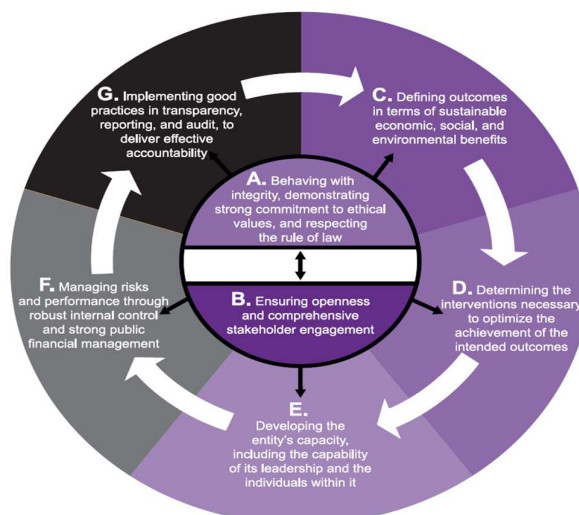 A. Behaving with
integrity, demonstrating
strong commitment to ethical
values, and respecting
the rule of law
B. Ensuring openness
and comprehensive
stakeholder engagement
C. Defining outcomes
in terms of sustainable
economic, social, and
environmental benefits
D. Determining the
interventions necessary
to optimize the
achievement of the
intended outcomes
E.
Developing the
entity's capacity,
including the capability
of its leadership and the
individuals within it
F. Managing risks
and performance through
robust internal control
and strong public
financial management
G. Implementing good
practices in transparency,
reporting, and audit, to
deliver effective
accountability